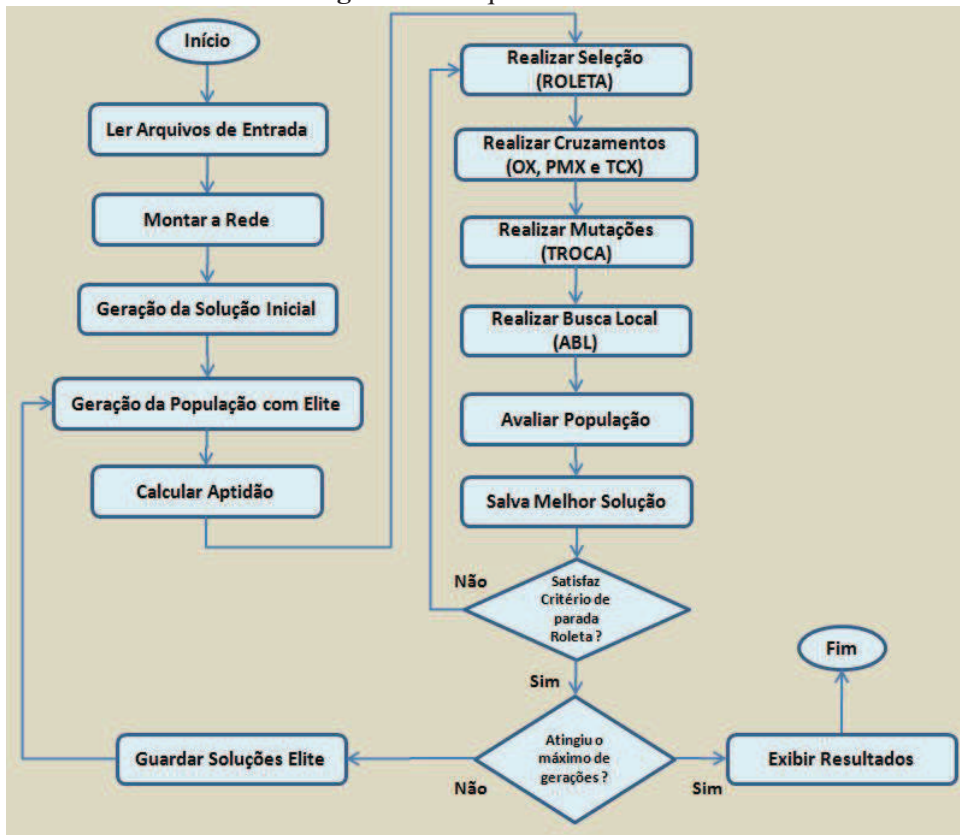 Início
Ler Arquivos de Entrada
Montar a Rede
Geração da Solução Inicial
Geração da População com Elite
Calcular Aptidão
Realizar Seleção
(ROLETA)
Realizar Cruzamentos
(OX, PMX e TCX)
Realizar Mutações
(TROCA)
Realizar Busca Local
(ABL)
Avaliar População
Salva Melhor Solução
Não
Satisfaz
Critério de
parada
Roleta ?
Sim
Atingiu o
máximo de
gerações ?
Não
Sim
Guardar Soluções Elite
Exibir Resultados
Fim